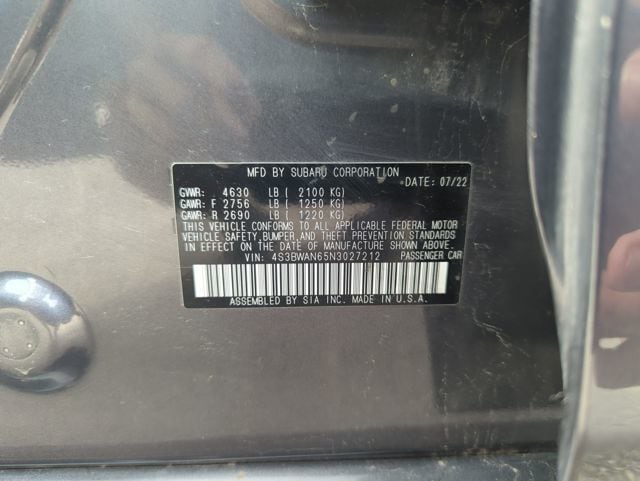 MFD BY SUBARU CORPORATION
DATE: 07/22
GVWR: 4630 LB ( 2100 KG)
GAWR: F 2756 LB ( 1250 KG)
GAWR: R 2690 LB ( 1220 KG)
THIS VEHICLE CONFORMS TO ALL APPLICABLE FEDERAL MOTOR
VEHICLE SAFETY, BUMPER, AND THEFT PREVENTION STANDARDS
IN EFFECT ON THE DATE OF MANUFACTURE SHOWN ABOVE.
VIN: 4S3BWAN65N3027212 PASSENGER CAR
ASSEMBLED BY SIA INC. MADE IN U.S.A.